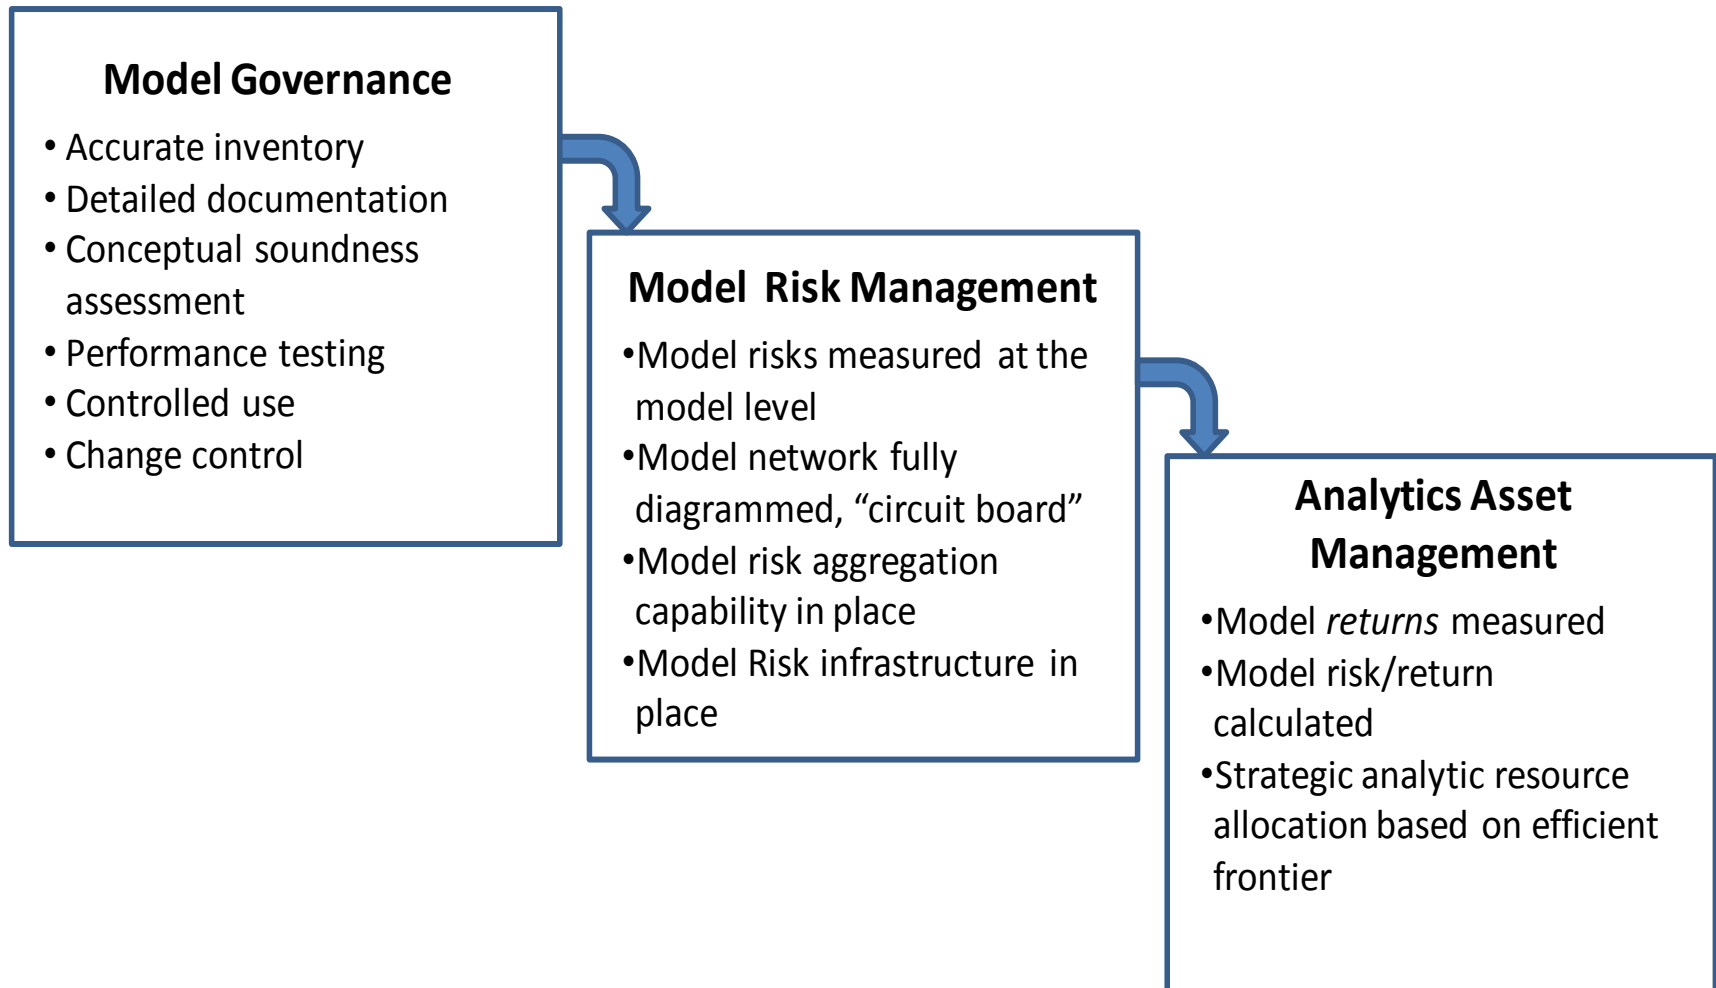 Model Governance
• Accurate inventory
• Detailed documentation
• Conceptual soundness
assessment
• Performance testing
• Controlled use
• Change control
Model Risk Management
•Model risks measured at the
model level
•Model network fully
diagrammed, “circuit board”
•Model risk aggregation
capability in place
•Model Risk infrastructure in
place
Analytics Asset
Management
•Model returns measured
•Model risk/return
calculated
•Strategic analytic resource
allocation based on efficient
frontier